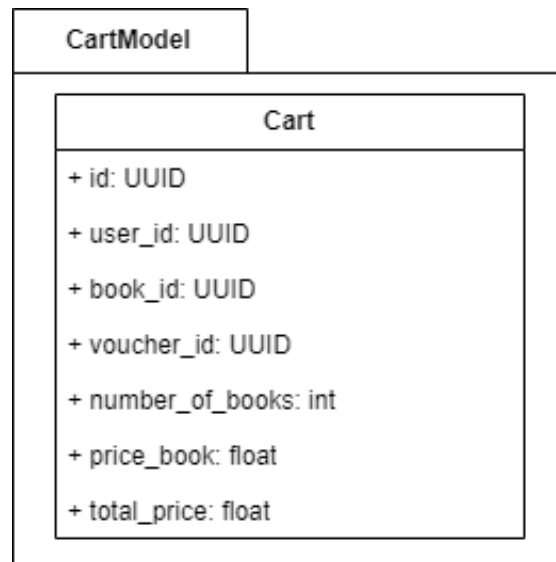 CartModel
Cart
+ id: UUID
+ user_id: UUID
+ book_id: UUID
+ voucher_id: UUID
+ number_of_books: int
+ price_book: float
+ total_price: float